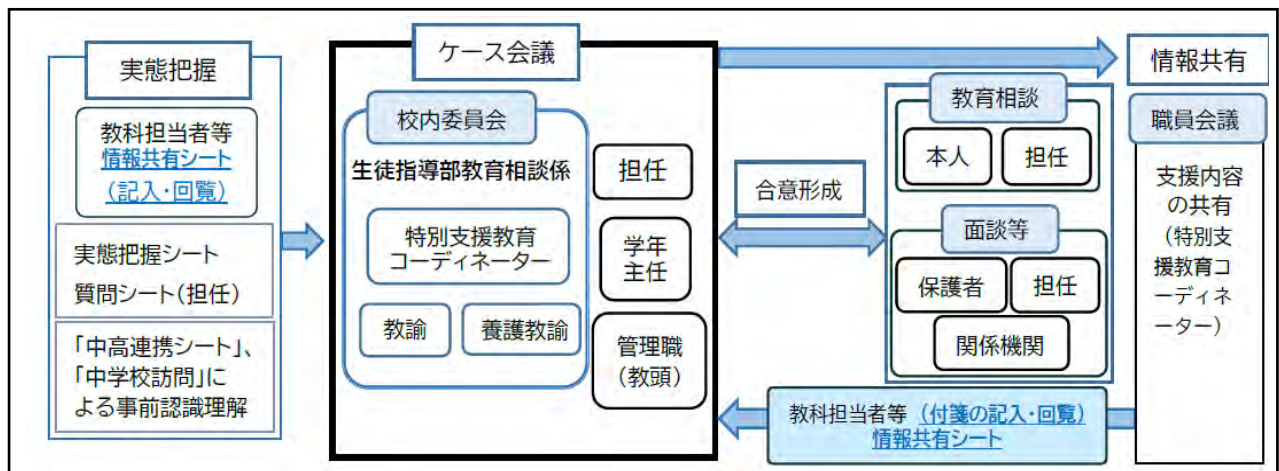 実態把握
教科担当者等
情報共有シート
（記入・回覧）
実態把握シート
質問シート（担任）
「中高連携シート」、
「中学校訪問」に
よる事前認識理解
ケース会議
校内委員会
生徒指導部教育相談係
特別支援教育
コーディネーター
教諭
養護教諭
担任
学年
主任
管理職
（教頭）
合意形成
教育相談
本人
担任
面談等
保護者
担任
関係機関
教科担当者等（付箋の記入・回覧）
情報共有シート
情報共有
職員会議
支援内容
の共有
（特別支
援教育コ
ーディネ
ーター）